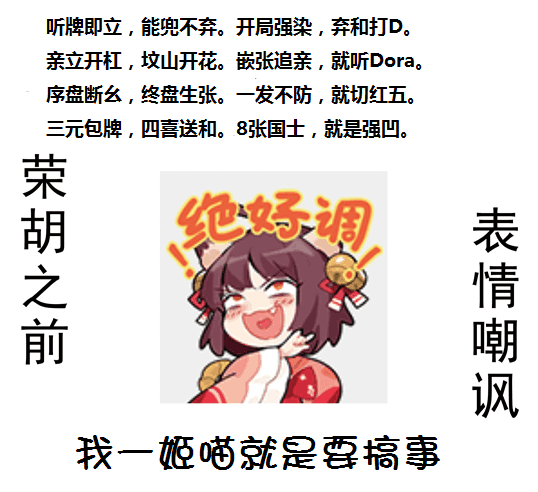 听牌即立，能兜不弃。开局强染，弃和打D。
亲立开杠，坟山开花。嵌张追亲，就听Dora。
序盘断幺，终盘生张。一发不防，就切红五。
三元包牌，四喜送和。8张国士，就是强凹。
荣胡之前
!绝好调!
表情嘲讽
我一姬喵就是要搞事